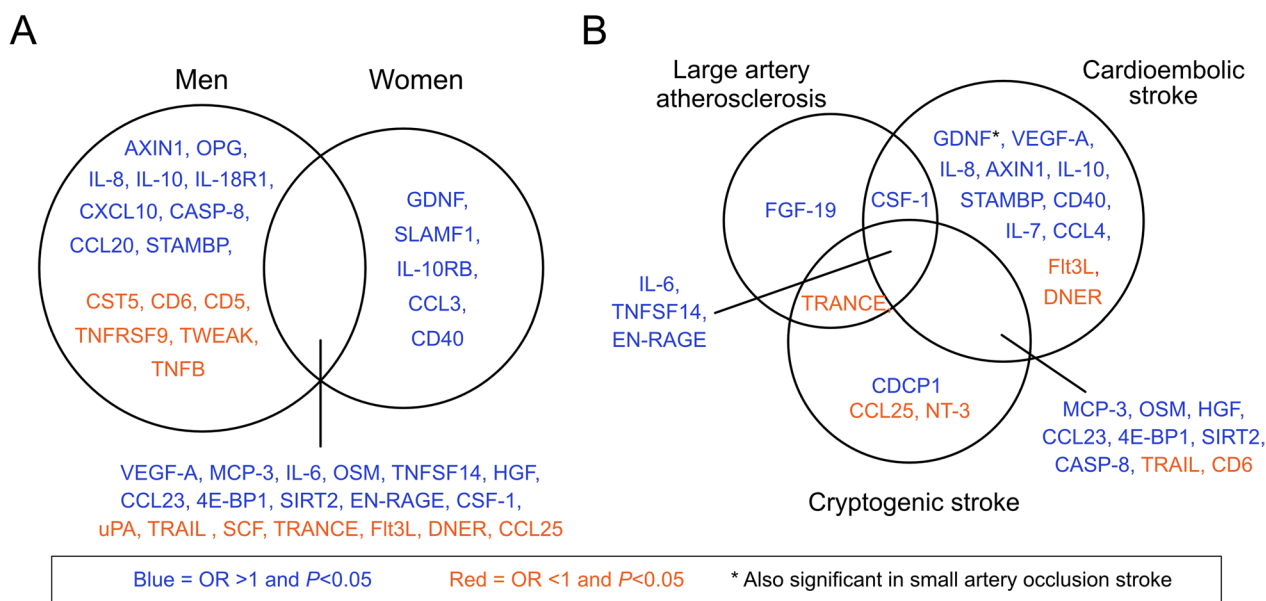 A
Men
Women
AXIN1, OPG,
IL-8, IL-10, IL-18R1,
CXCL10, CASP-8,
CCL20, STAMBP,
CST5, CD6, CD5,
TNFRSF9, TWEAK,
TNFB
GDNF,
SLAMF1,
IL-10RB,
CCL3,
CD40
VEGF-A, MCP-3, IL-6, OSM, TNFSF14, HGF,
CCL23, 4E-BP1, SIRT2, EN-RAGE, CSF-1,
uPA, TRAIL , SCF, TRANCE, Flt3L, DNER, CCL25
B
Large artery
atherosclerosis
Cardioembolic
stroke
FGF-19
CSF-1
GDNF*, VEGF-A,
IL-8, AXIN1, IL-10,
STAMBP, CD40,
IL-7, CCL4,
Flt3L,
DNER
IL-6,
TNFSF14,
EN-RAGE
TRANCE,
CDCP1
CCL25, NT-3
MCP-3, OSM, HGF,
CCL23, 4E-BP1, SIRT2,
CASP-8, TRAIL, CD6
Cryptogenic stroke
Blue = OR >1 and P<0.05
Red = OR <1 and P<0.05
* Also significant in small artery occlusion stroke